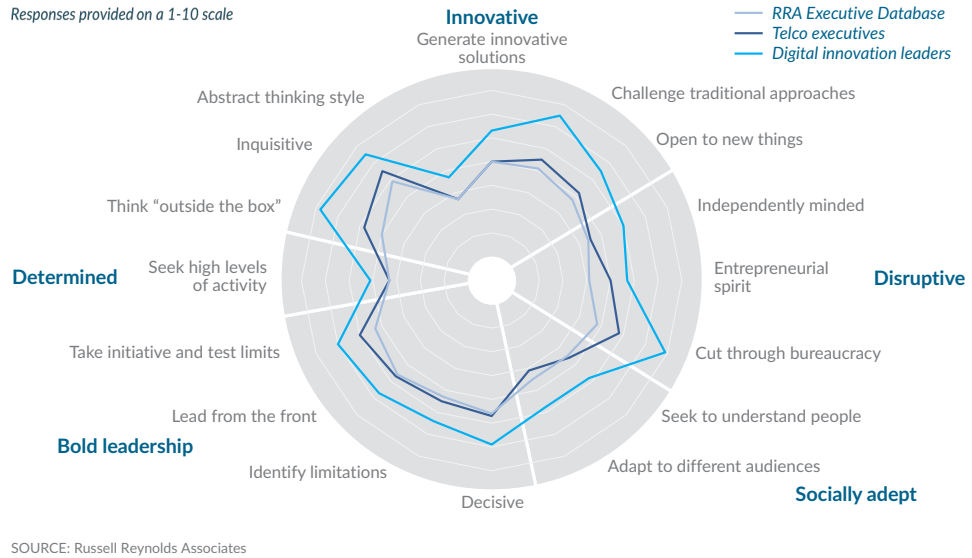 Responses provided on a 1-10 scale
RRA Executive Database
Telco executives
Digital innovation leaders
Innovative
Generate innovative
solutions
Challenge traditional approaches
Open to new things
Independently minded
Entrepreneurial
spirit
Disruptive
Cut through bureaucracy
Seek to understand people
Adapt to different audiences
Socially adept
Decisive
Identify limitations
Bold leadership
Lead from the front
Take initiative and test limits
Determined
Seek high levels
of activity
Think “outside the box”
Inquisitive
Abstract thinking style
SOURCE: Russell Reynolds Associates